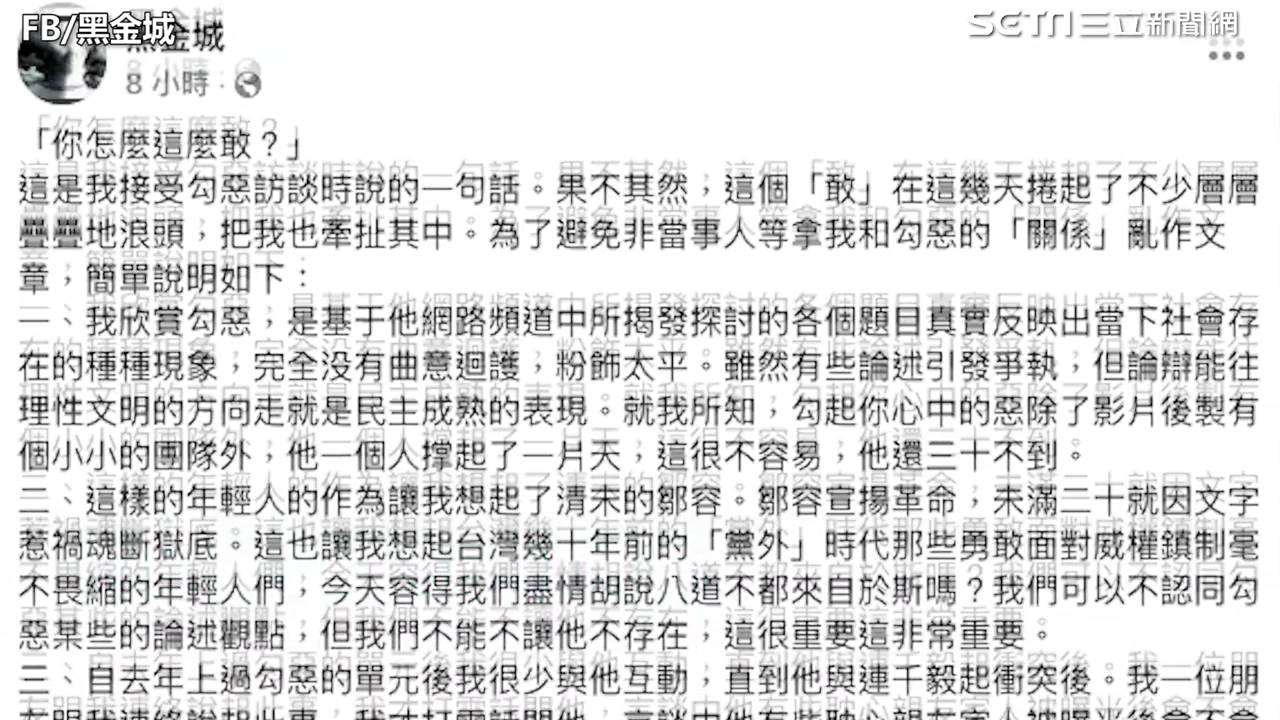 FB/黑金城
SETN三立新聞網
黑金城
8 小時
「你怎麼這麼敢？」
這是我接受勾惡訪談時說的一句話。果不其然，這個「敢」在這幾天捲起了不少層層
疊疊地浪頭，把我也牽扯其中。為了避免非當事人等拿我和勾惡的「關係」亂作文
章，簡單說明如下：
一、我欣賞勾惡，是基于他網路頻道中所揭發探討的各個題目真實反映出當下社會存
在的種種現象，完全没有曲意迴護，粉飾太平。雖然有些論述引發爭執，但論辯能往
理性文明的方向走就是民主成熟的表現。就我所知，勾起你心中的惡除了影片後製有
個小小的團隊外，他一個人撐起了一片天，這很不容易，他還三十不到。
二、這樣的年輕人的作為讓我想起了清末的鄒容。鄒容宣揚革命，未滿二十就因文字
惹禍魂斷獄底。這也讓我想起台灣幾十年前的「黨外」時代那些勇敢面對威權鎮制毫
不畏縮的年輕人們，今天容得我們盡情胡說八道不都來自於斯嗎？我們可以不認同勾
惡某些的論述觀點，但我們不能不讓他不存在，這很重要這非常重要。
三、自去年上過勾惡的單元後我很少與他互動，直到他與連千毅起衝突後。我一位朋